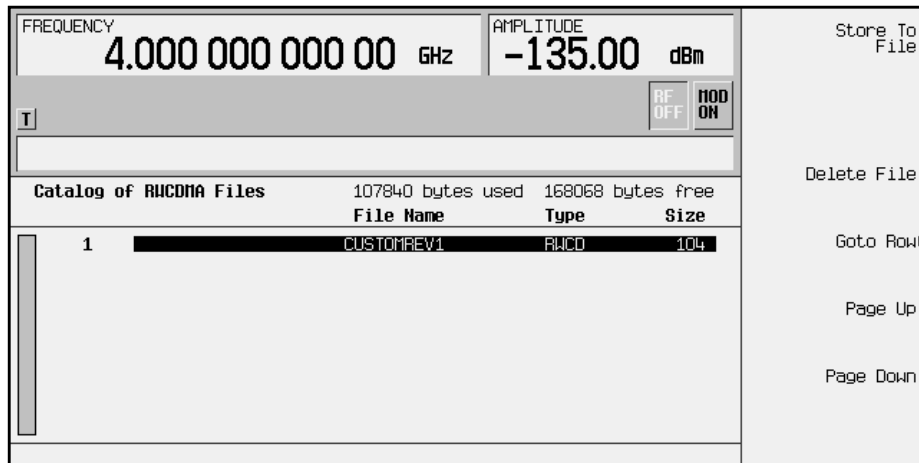 FREQUENCY
4.000 000 000 00 GHz
AMPLITUDE
-135.00 dBm
RF OFF
MOD ON
T
Catalog of RWCDMA Files 107840 bytes used 168068 bytes free
File Name Type Size
1 CUSTOMREV1 RWCD 104
Store To
File
Delete File
Goto Row
Page Up
Page Down